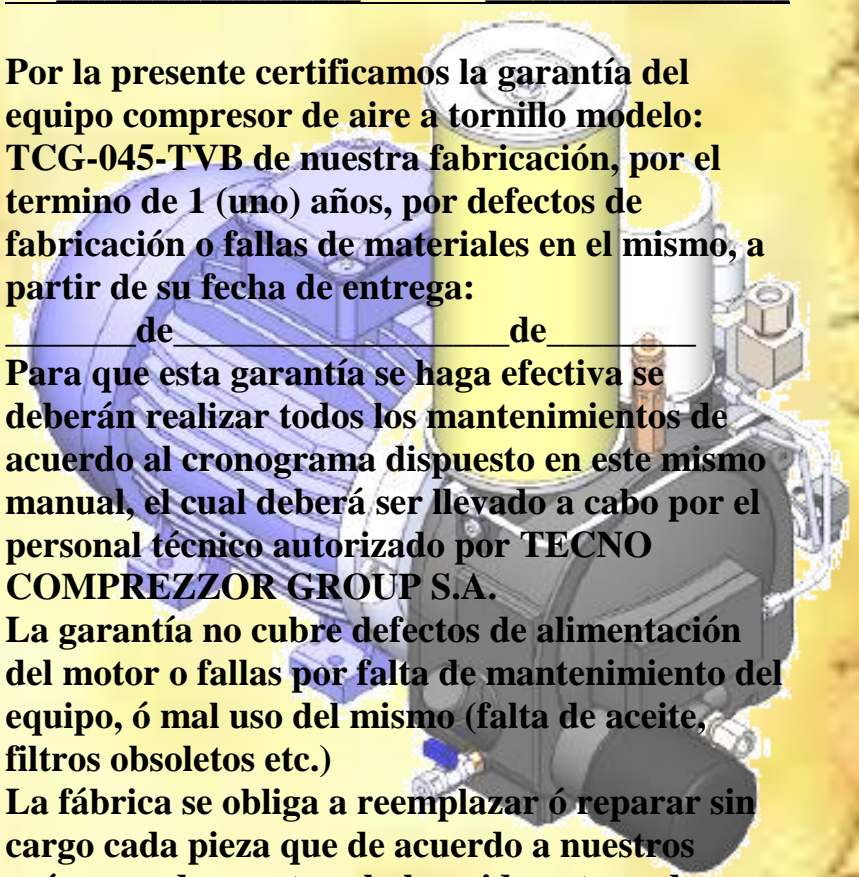 Por la presente certificamos la garantía del
equipo compresor de aire a tornillo modelo:
TCG-045-TVB de nuestra fabricación, por el
termino de 1 (uno) años, por defectos de
fabricación o fallas de materiales en el mismo, a
partir de su fecha de entrega:
_______de__________________de________
Para que esta garantía se haga efectiva se
deberán realizar todos los mantenimientos de
acuerdo al cronograma dispuesto en este mismo
manual, el cual deberá ser llevado a cabo por el
personal técnico autorizado por TECNO
COMPREZZOR GROUP S.A.
La garantía no cubre defectos de alimentación
del motor o fallas por falta de mantenimiento del
equipo, ó mal uso del mismo (falta de aceite,
filtros obsoletos etc.)
La fábrica se obliga a reemplazar ó reparar sin
cargo cada pieza que de acuerdo a nuestros